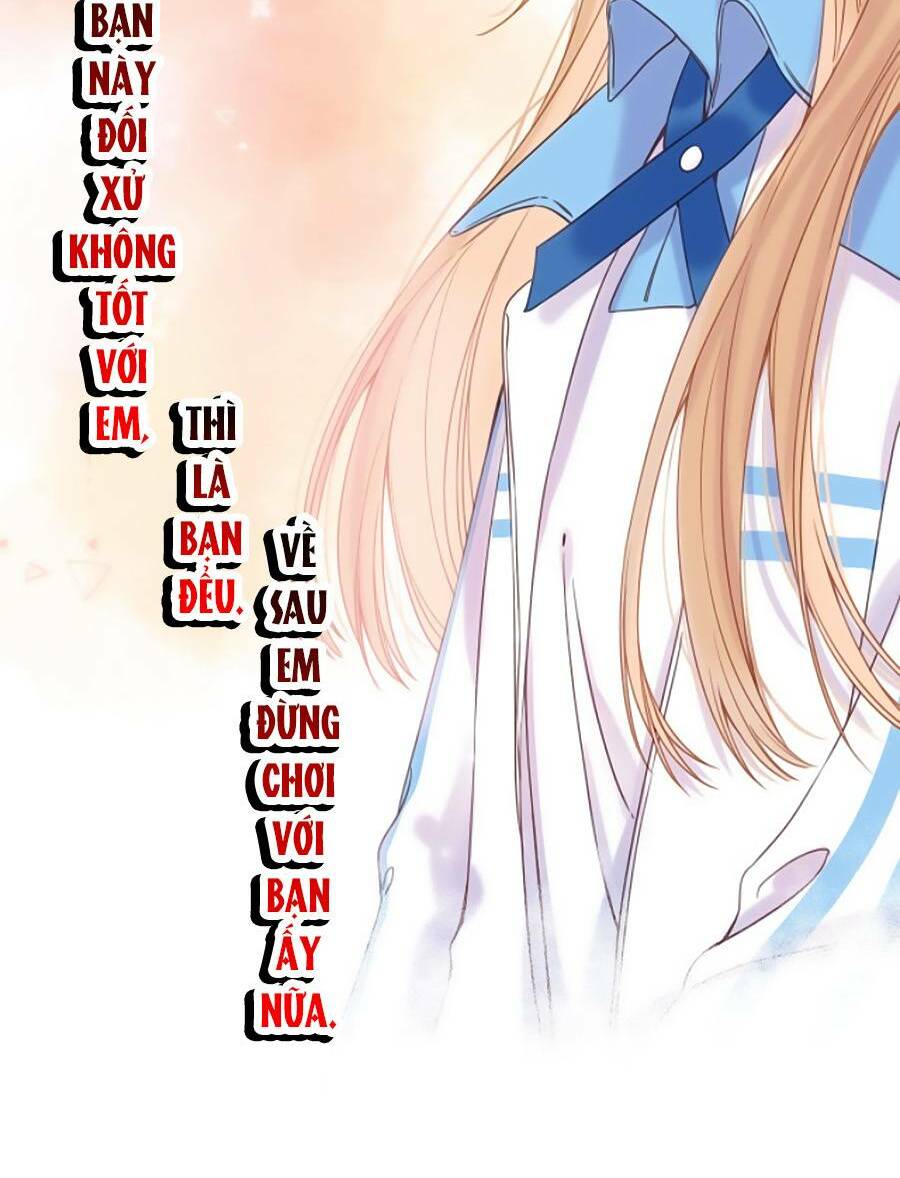 BẠN
NÀY
ĐỐI
XỬ
KHÔNG
TỐT
VỚI
EM,
THÌ
LÀ
BẠN
ĐỂU.
VỀ
SAU
EM
ĐỪNG
CHƠI
VỚI
BẠN
ẤY
NỮA.